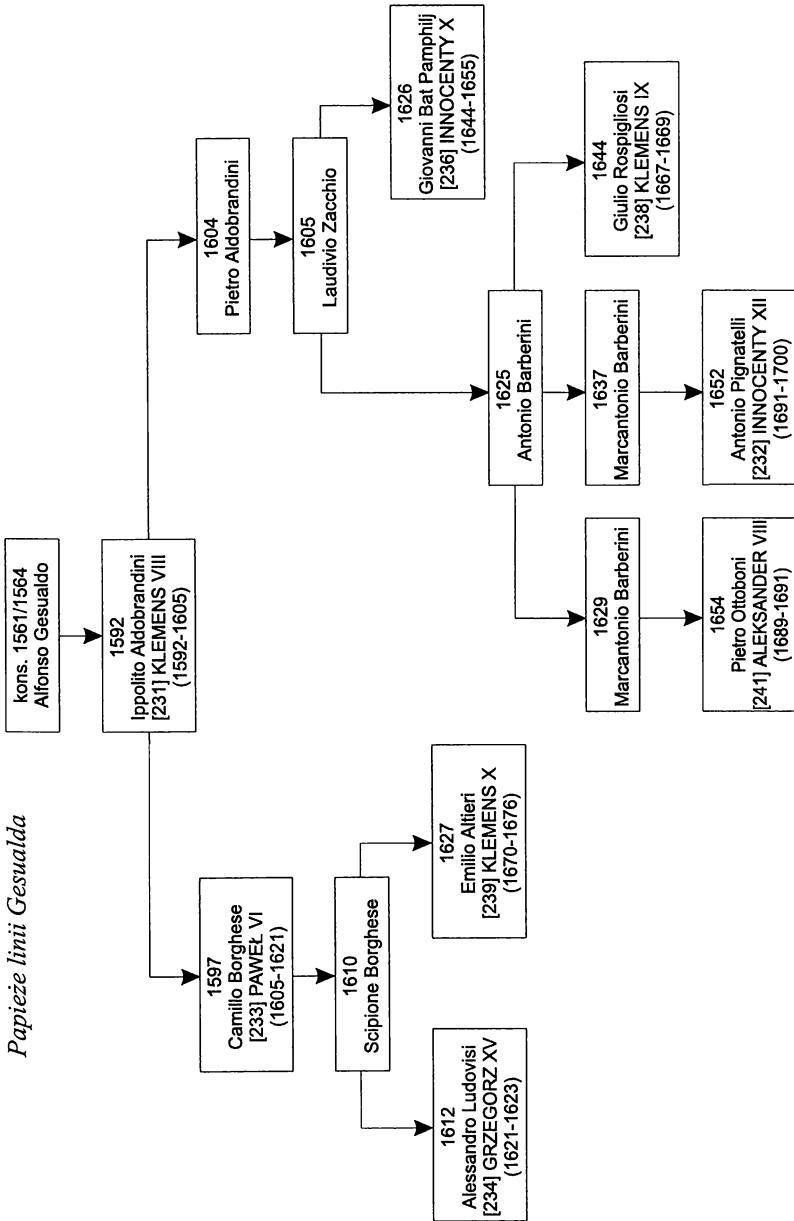 Papieże linii Gesualda
kons. 1561/1564
Alfonso Gesualdo
1592
Ippolito Aldobrandini
[231] KLEMENS VIII
(1592-1605)
1597
Camillo Borghese
[233] PAWEŁ VI
(1605-1621)
1604
Pietro Aldobrandini
1610
Scipione Borghese
1605
Laudivio Zacchio
1612
Alessandro Ludovisi
[234] GRZEGORZ XV
(1621-1623)
1627
Emilio Altieri
[239] KLEMENS X
(1670-1676)
1626
Giovanni Bat Pamphilj
[236] INNOCENTY X
(1644-1655)
1625
Antonio Barberini
1629
Marcantonio Barberini
1637
Marcantonio Barberini
1644
Giulio Rospigliosi
[238] KLEMENS IX
(1667-1669)
1654
Pietro Ottoboni
[241] ALEKSANDER VIII
(1689-1691)
1652
Antonio Pignatelli
[232] INNOCENTY XII
(1691-1700)